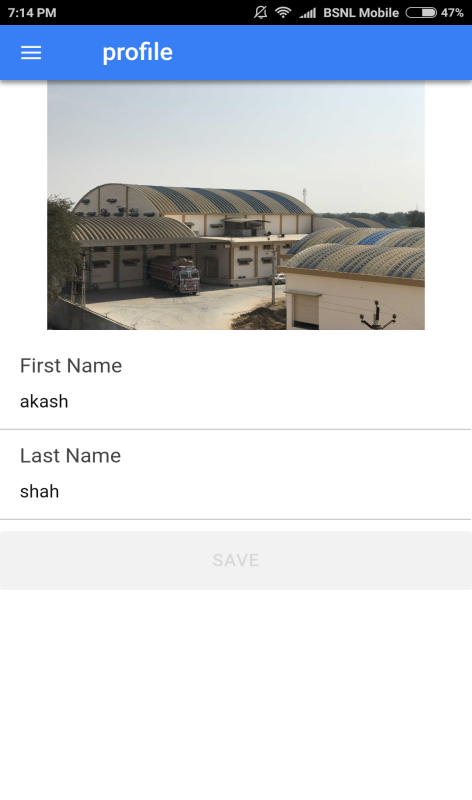 7:14 PM BSNL Mobile 47%
profile
First Name
akash
Last Name
shah
SAVE